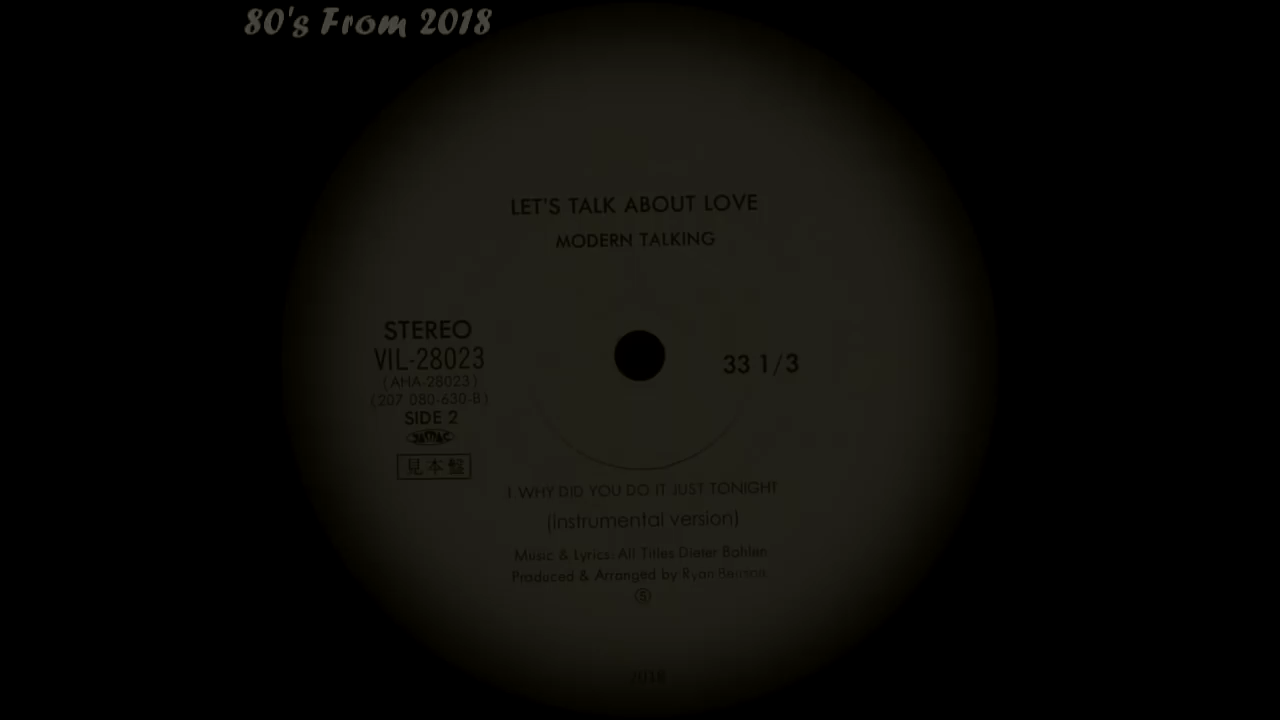 80's From 2018
LET'S TALK ABOUT LOVE
MODERN TALKING
STEREO
VIL-28023
33 1/3
(AHA-28023)
(207 080-630-B)
SIDE 2
見本盤
1 WHY DID YOU DO IT JUST TONIGHT
(instrumental version)
Music & Lyrics: All Titles Dieter Bohlen
Produced & Arranged by Ryan
Ⓢ